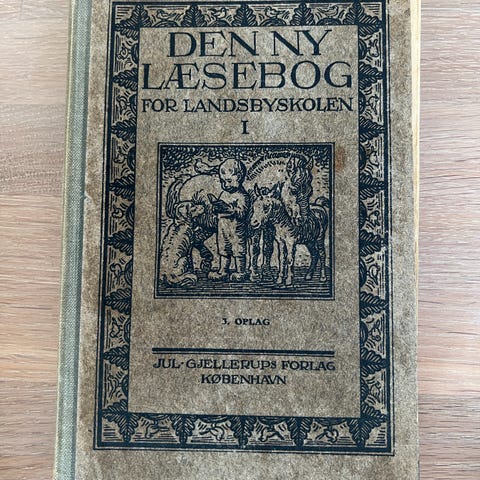 DEN NY
LÆSEBOG
FOR LANDSBYSKOLEN
I
3. OPLAG
JUL· GJELLERUPS FORLAG
KØBENHAVN